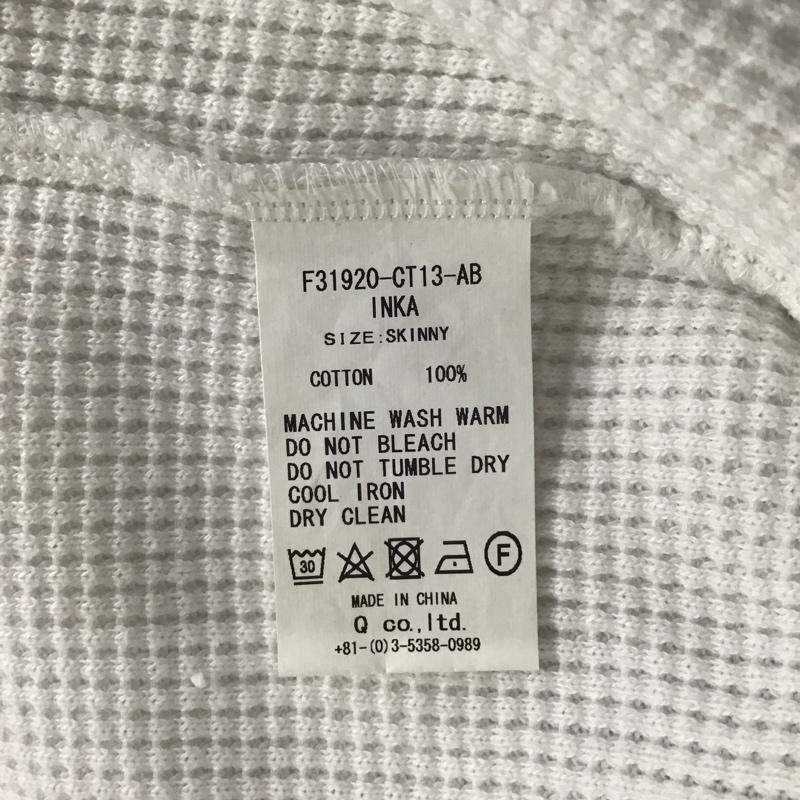 F31920-CT13-AB
INKA
SIZE:SKINNY
COTTON 100%
MACHINE WASH WARM
DO NOT BLEACH
DO NOT TUMBLE DRY
COOL IRON
DRY CLEAN
30 F
MADE IN CHINA
Q co.,ltd.
+81-(0)3-5358-0989